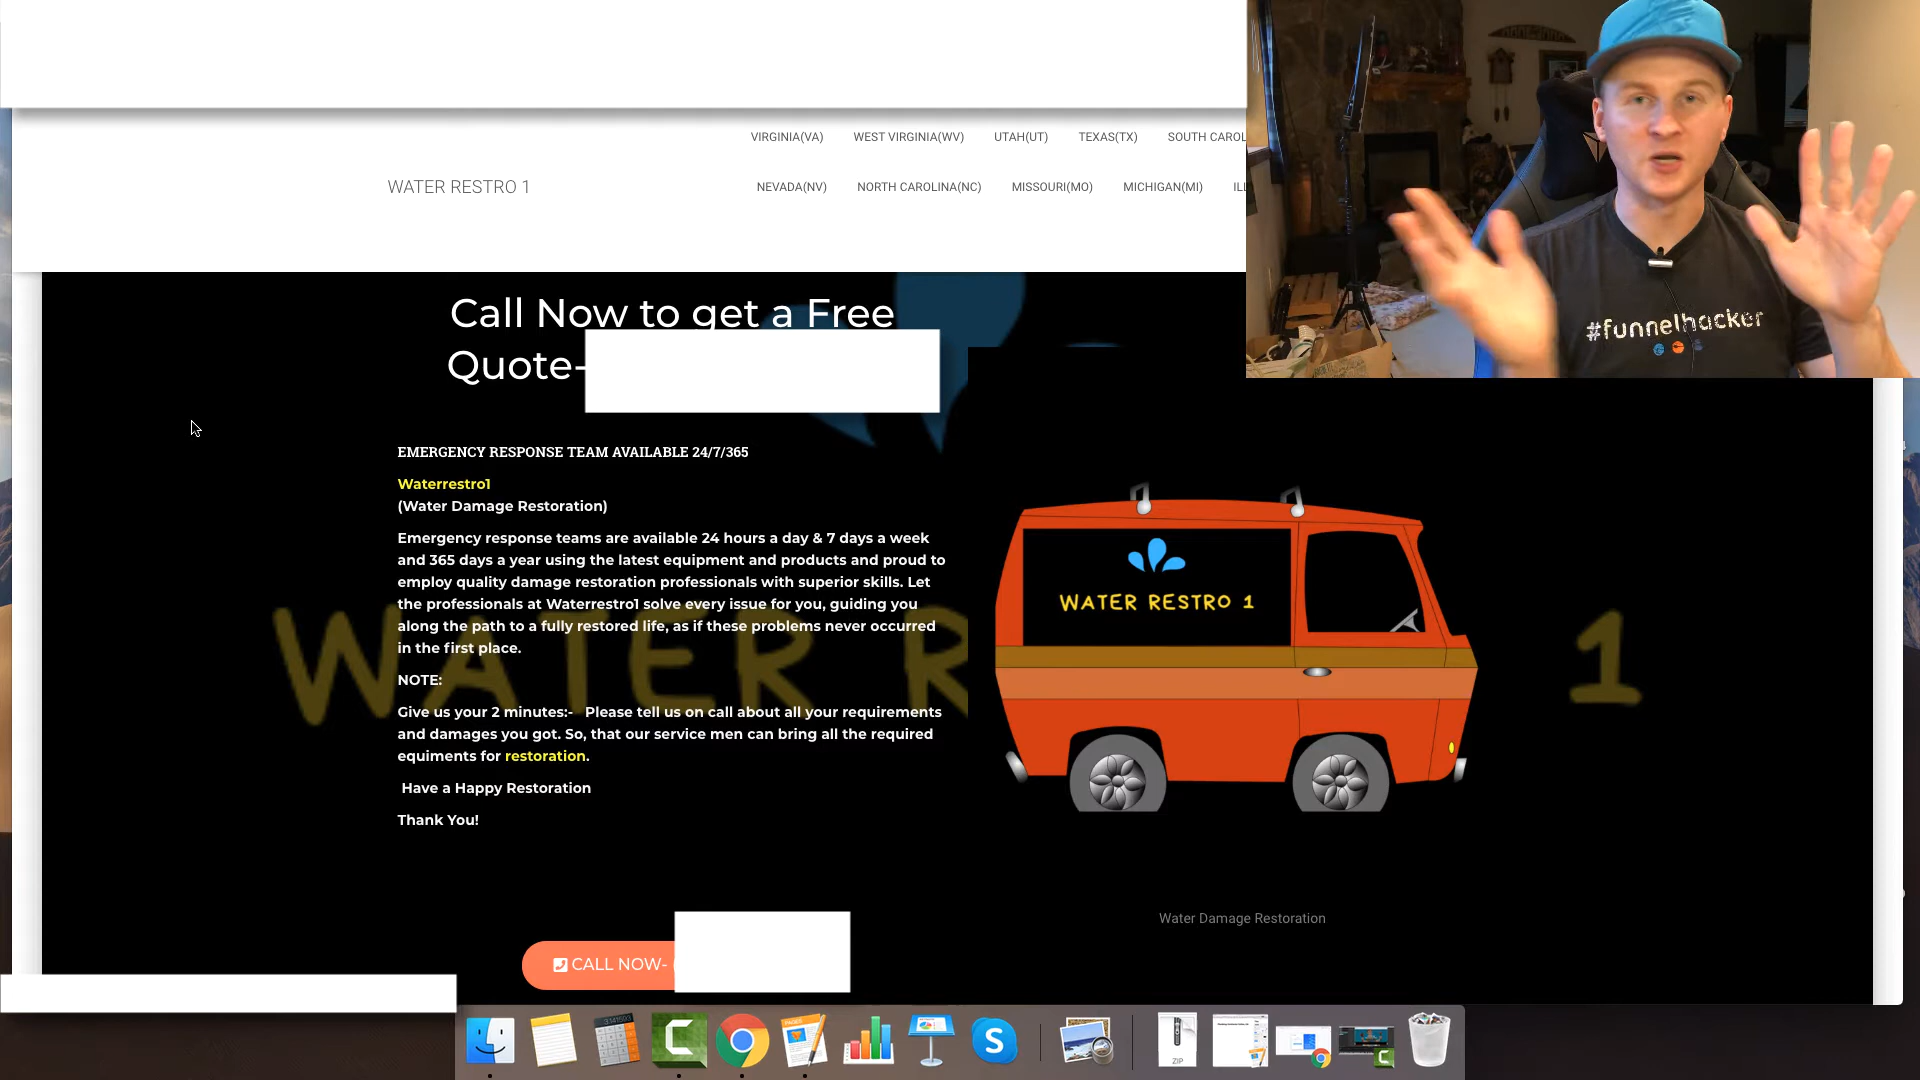 VIRGINIA(VA) WEST VIRGINIA(WV) UTAH(UT) TEXAS(TX) SOUTH CAROL
WATER RESTRO 1
NEVADA(NV) NORTH CAROLINA(NC) MISSOURI(MO) MICHIGAN(MI)
Call Now to get a Free
Quote-
#funnelhacker
EMERGENCY RESPONSE TEAM AVAILABLE 24/7/365
Waterrestro1
(Water Damage Restoration)
Emergency response teams are available 24 hours a day & 7 days a week
and 365 days a year using the latest equipment and products and proud to
employ quality damage restoration professionals with superior skills. Let
the professionals at Waterrestro1 solve every issue for you, guiding you
along the path to a fully restored life, as if these problems never occurred
in the first place.
NOTE:
Give us your 2 minutes:- Please tell us on call about all your requirements
and damages you got. So, that our service men can bring all the required
equiments for restoration.
Have a Happy Restoration
Thank You!
WATER R 1
WATER RESTRO 1
Water Damage Restoration
CALL NOW-
ZIP